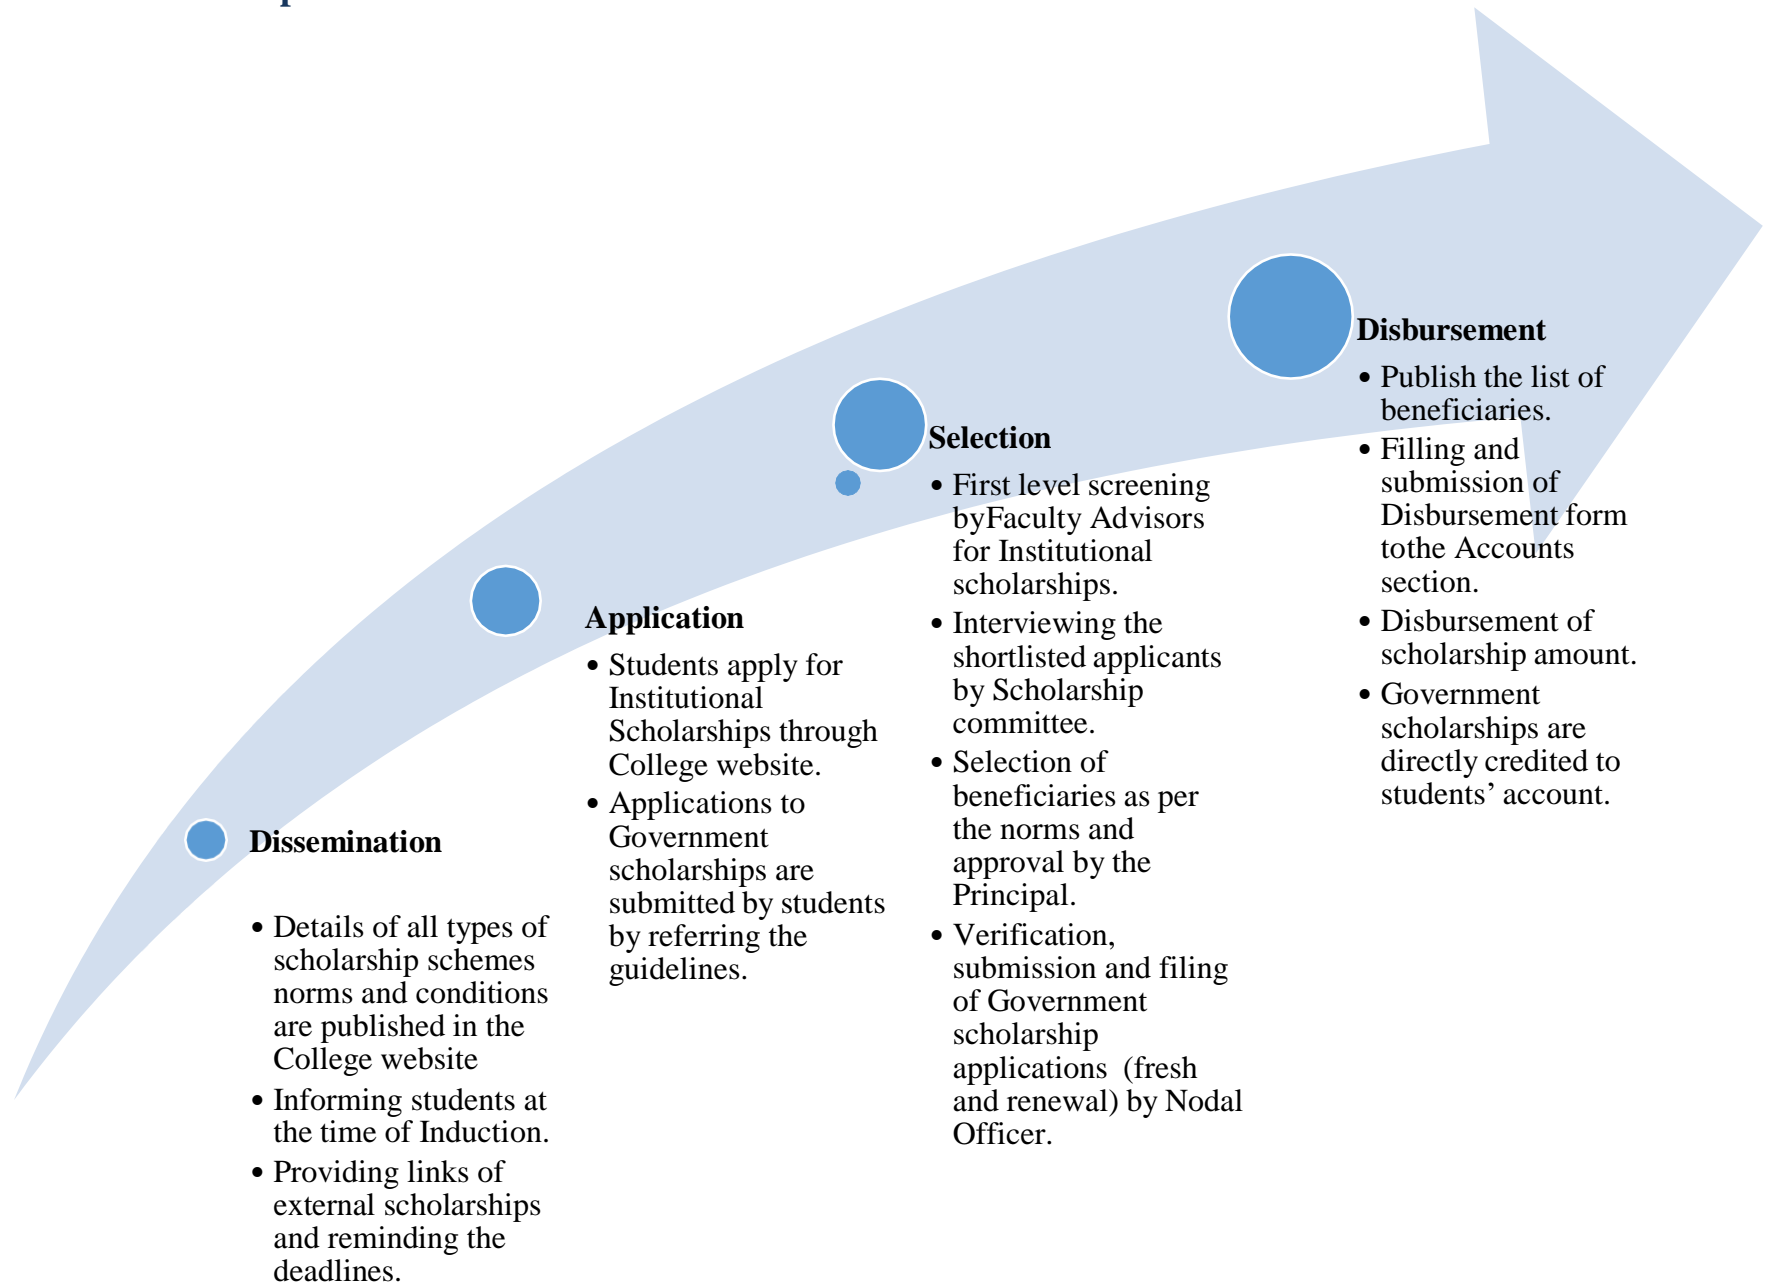 Dissemination
• Details of all types of
scholarship schemes
norms and conditions
are published in the
College website
• Informing students at
the time of Induction.
• Providing links of
external scholarships
and reminding the
deadlines.
Application
• Students apply for
Institutional
Scholarships through
College website.
• Applications to
Government
scholarships are
submitted by students
by referring the
guidelines.
Selection
• First level screening
byFaculty Advisors
for Institutional
scholarships.
• Interviewing the
shortlisted applicants
by Scholarship
committee.
• Selection of
beneficiaries as per
the norms and
approval by the
Principal.
• Verification,
submission and filing
of Government
scholarship
applications (fresh
and renewal) by Nodal
Officer.
Disbursement
• Publish the list of
beneficiaries.
• Filling and
submission of
Disbursement form
tothe Accounts
section.
• Disbursement of
scholarship amount.
• Government
scholarships are
directly credited to
students’ account.